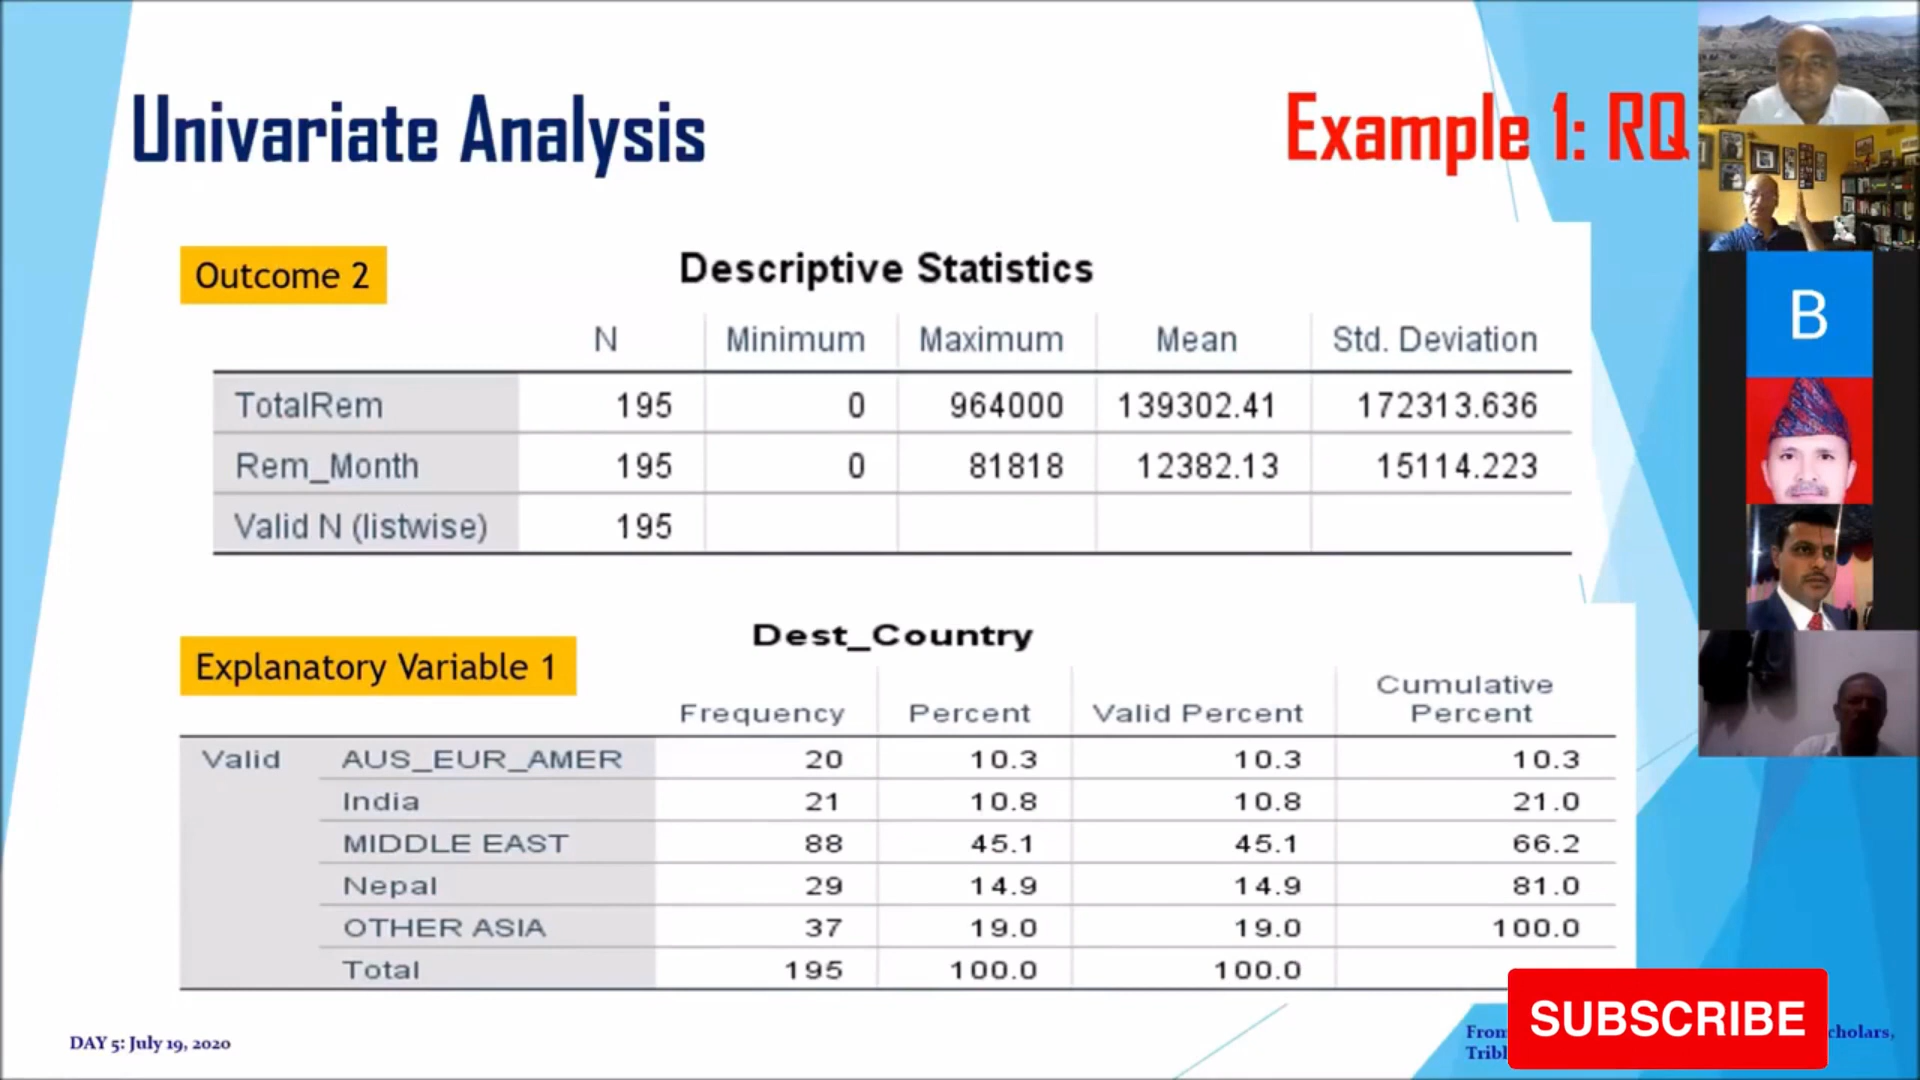 Univariate Analysis
Example 1: RQ
Outcome 2
Descriptive Statistics
N Minimum Maximum Mean Std. Deviation
TotalRem 195 0 964000 139302.41 172313.636
Rem_Month 195 0 81818 12382.13 15114.223
Valid N (listwise) 195
Explanatory Variable 1
Dest_Country
Frequency Percent Valid Percent Cumulative Percent
Valid AUS_EUR_AMER 20 10.3 10.3 10.3
India 21 10.8 10.8 21.0
MIDDLE EAST 88 45.1 45.1 66.2
Nepal 29 14.9 14.9 81.0
OTHER ASIA 37 19.0 19.0 100.0
Total 195 100.0 100.0
DAY 5: July 19, 2020
From
SUBSCRIBE
B